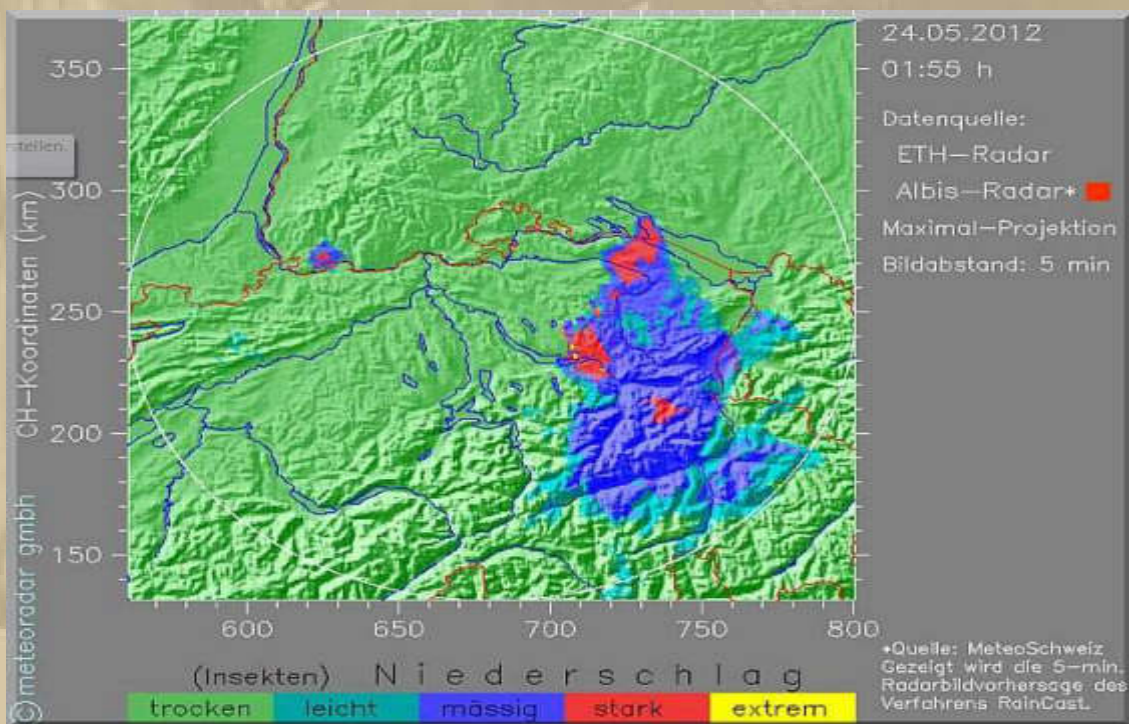 24.05.2012
01:55 h
Datenquelle:
ETH-Radar
Albis-Radar*
Maximal-Projektion
Bildabstand: 5 min
rstellen.
350
300
250
200
150
CH-Koordinaten (km)
© meteoradar gmbh
600 650 700 750 800
*Quelle: MeteoSchweiz
Gezeigt wird die 5-min.
Radarbildvorhersage des
Verfahrens RainCast.
(Insekten) Niederschlag
trocken leicht mässig stark extrem